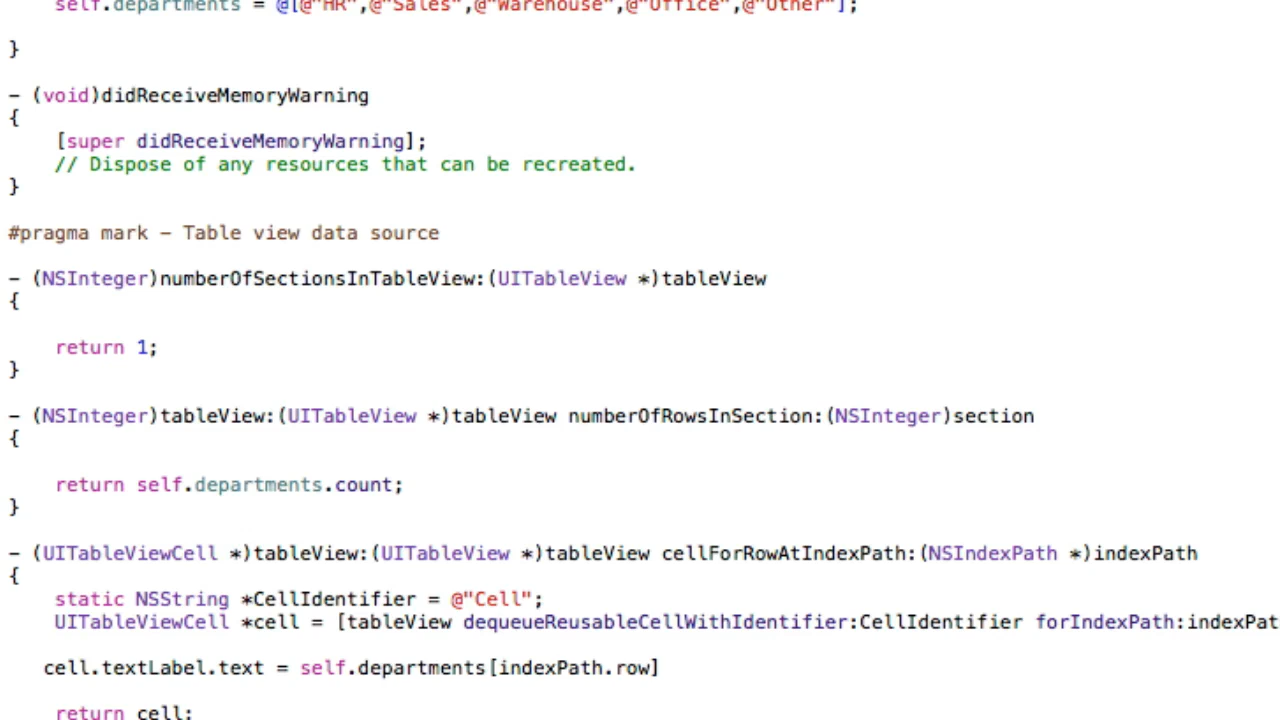 self.departments = @[@"HR",@"Sales",@"Warehouse",@"Office",@"Other"];
}
- (void)didReceiveMemoryWarning
{
[super didReceiveMemoryWarning];
// Dispose of any resources that can be recreated.
}
#pragma mark - Table view data source
- (NSInteger)numberOfSectionsInTableView:(UITableView *)tableView
{
return 1;
}
- (NSInteger)tableView:(UITableView *)tableView numberOfRowsInSection:(NSInteger)section
{
return self.departments.count;
}
- (UITableViewCell *)tableView:(UITableView *)tableView cellForRowAtIndexPath:(NSIndexPath *)indexPath
{
static NSString *CellIdentifier = @"Cell";
UITableViewCell *cell = [tableView dequeueReusableCellWithIdentifier:CellIdentifier forIndexPath:indexPat
cell.textLabel.text = self.departments[indexPath.row]
return cell;